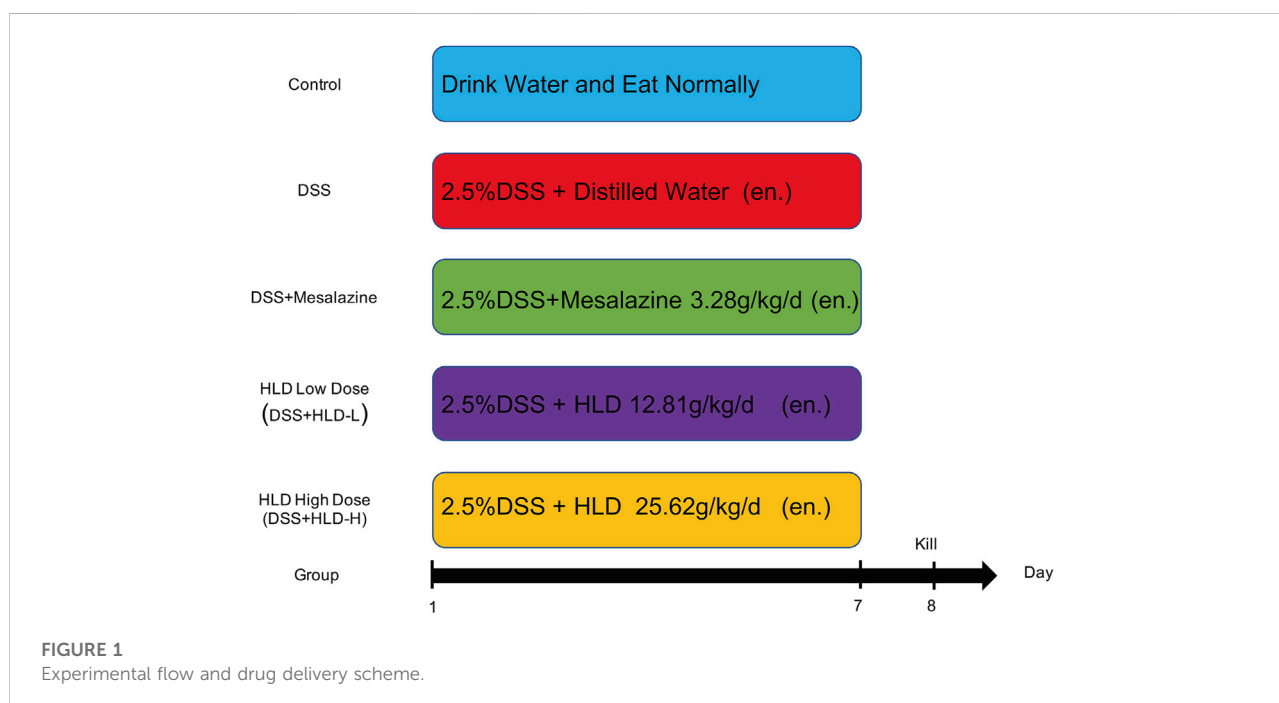 Control
Drink Water and Eat Normally
DSS
2.5%DSS + Distilled Water (en.)
DSS+Mesalazine
2.5%DSS+Mesalazine 3.28g/kg/d (en.)
HLD Low Dose
(DSS+HLD-L)
2.5%DSS + HLD 12.81g/kg/d (en.)
HLD High Dose
(DSS+HLD-H)
2.5%DSS + HLD 25.62g/kg/d (en.)
Kill
Group
Day
1
7
8
FIGURE 1
Experimental flow and drug delivery scheme.